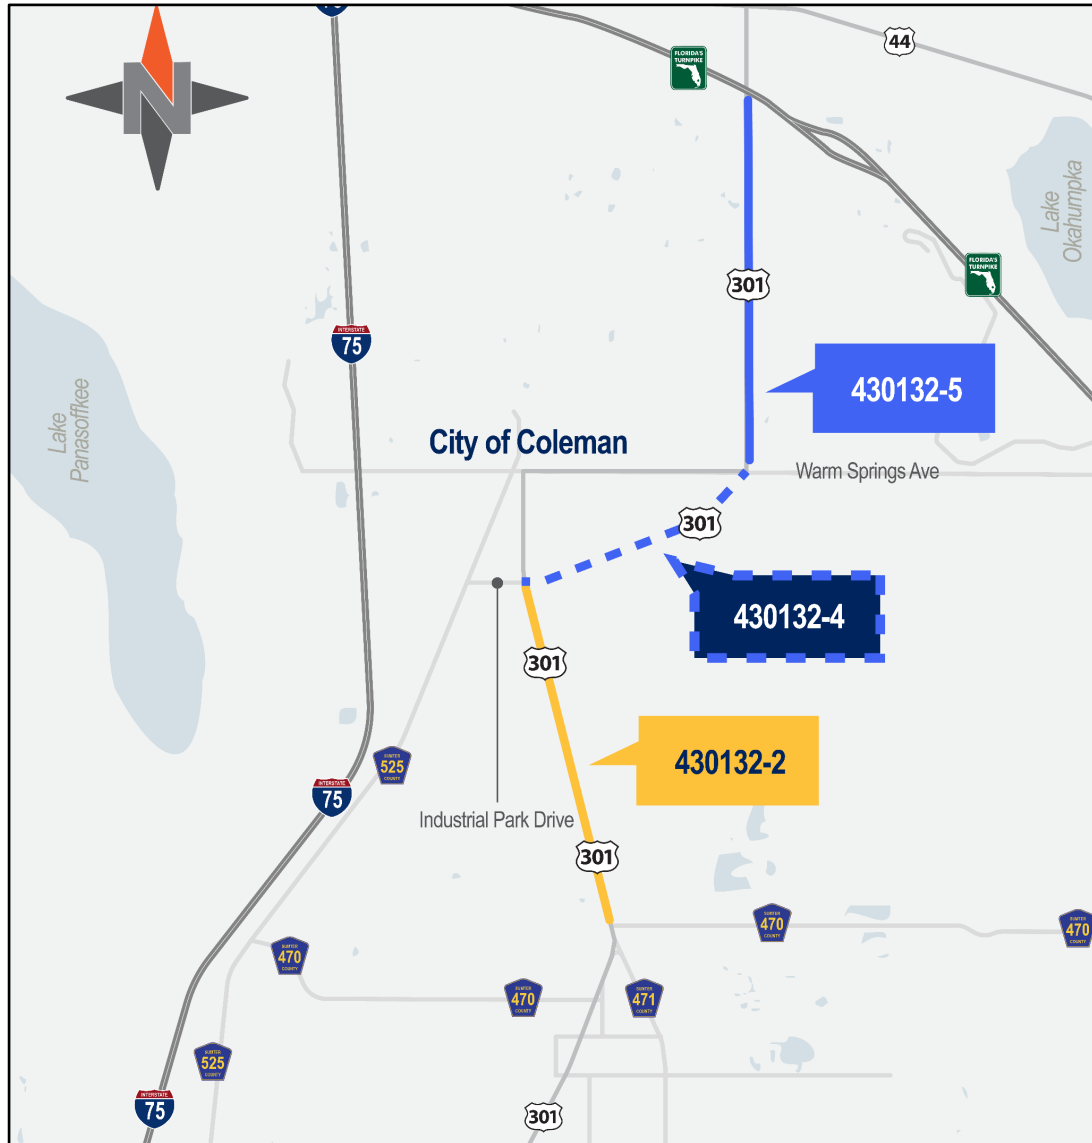 75
N
FLORIDA'S
TURNPIKE
44
Lake
Okahumpka
FLORIDA'S
TURNPIKE
301
INTERSTATE
75
430132-5
Lake
Panasoffkee
City of Coleman
Warm Springs Ave
301
430132-4
301
430132-2
SUMTER
525
COUNTY
INTERSTATE
75
Industrial Park Drive
301
SUMTER
470
COUNTY
SUMTER
470
COUNTY
SUMTER
470
COUNTY
SUMTER
470
COUNTY
SUMTER
471
COUNTY
SUMTER
525
COUNTY
INTERSTATE
75
301